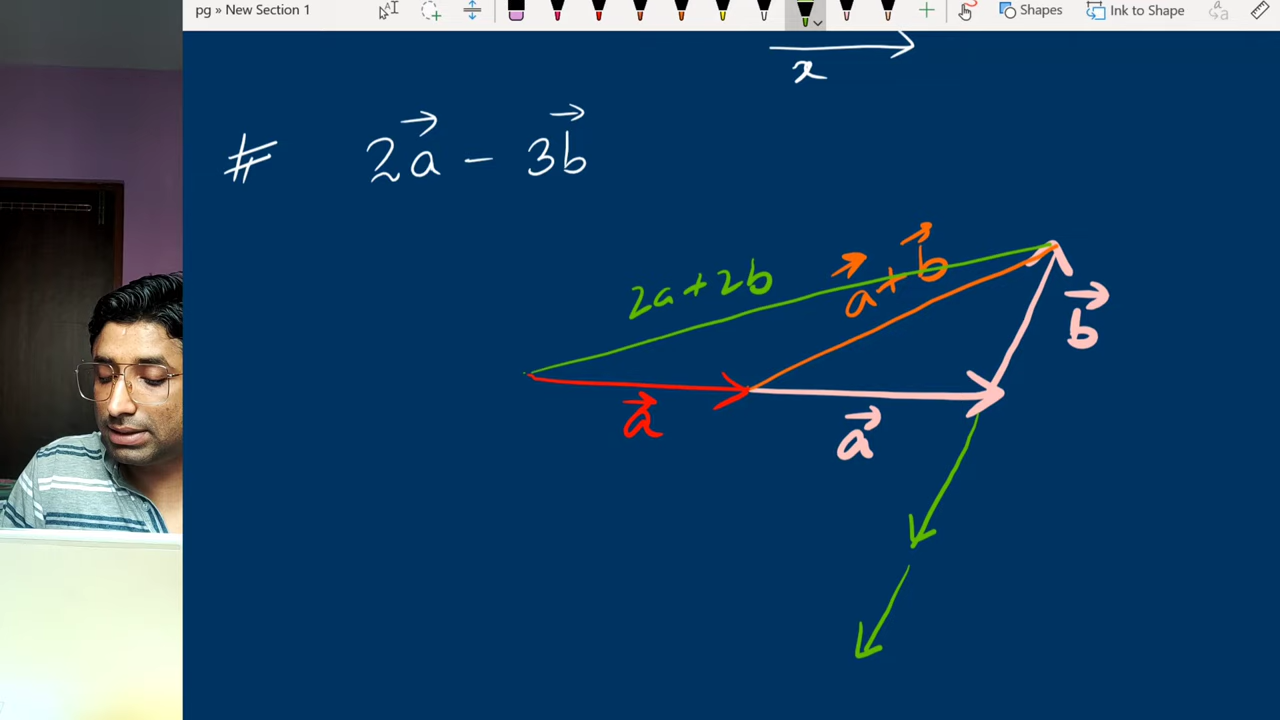 pg » New Section 1
Shapes
Ink to Shape
x
# 2a⃗ - 3b⃗
2a+2b
a⃗+b⃗
b⃗
a⃗
a⃗